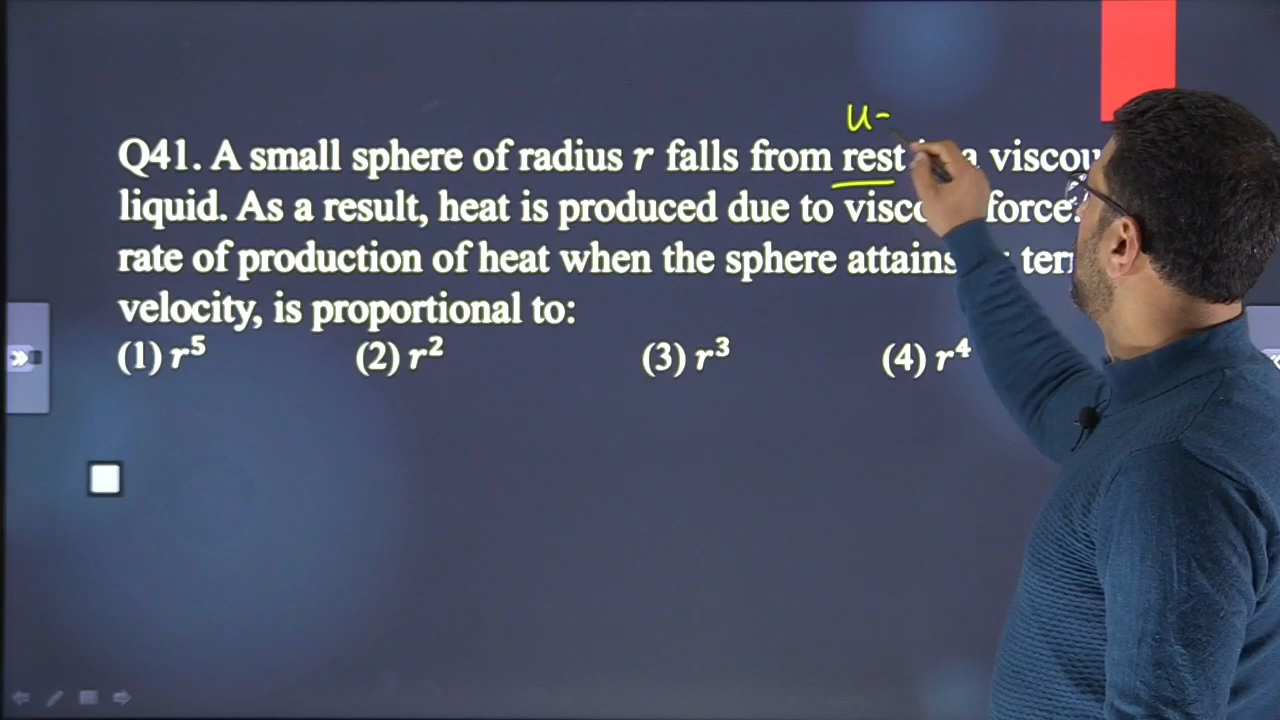 u-
Q41. A small sphere of radius r falls from rest a
liquid. As a result, heat is produced due to force.
rate of production of heat when the sphere attains
velocity, is proportional to:
(1) r⁵ (2) r² (3) r³ (4) r⁴